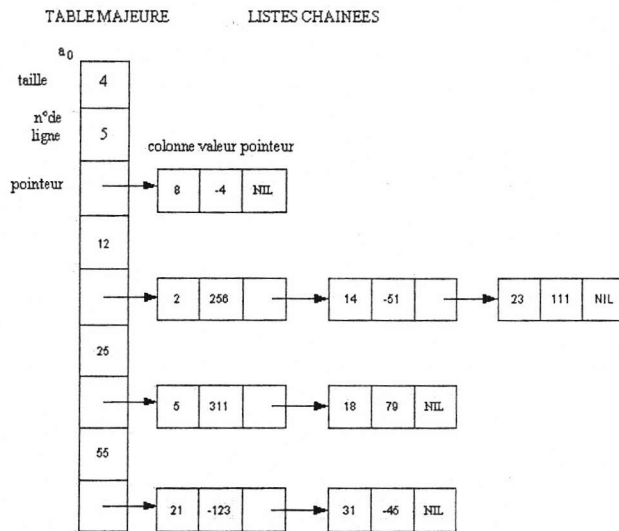 TABLE MAJEURE LISTES CHAINEES
a0
taille 4
n°de
ligne 5
colonne valeur pointeur
pointeur 8 -4 NIL
12
2 256 14 -51 23 111 NIL
25
5 311 18 79 NIL
55
21 -123 31 -45 NIL